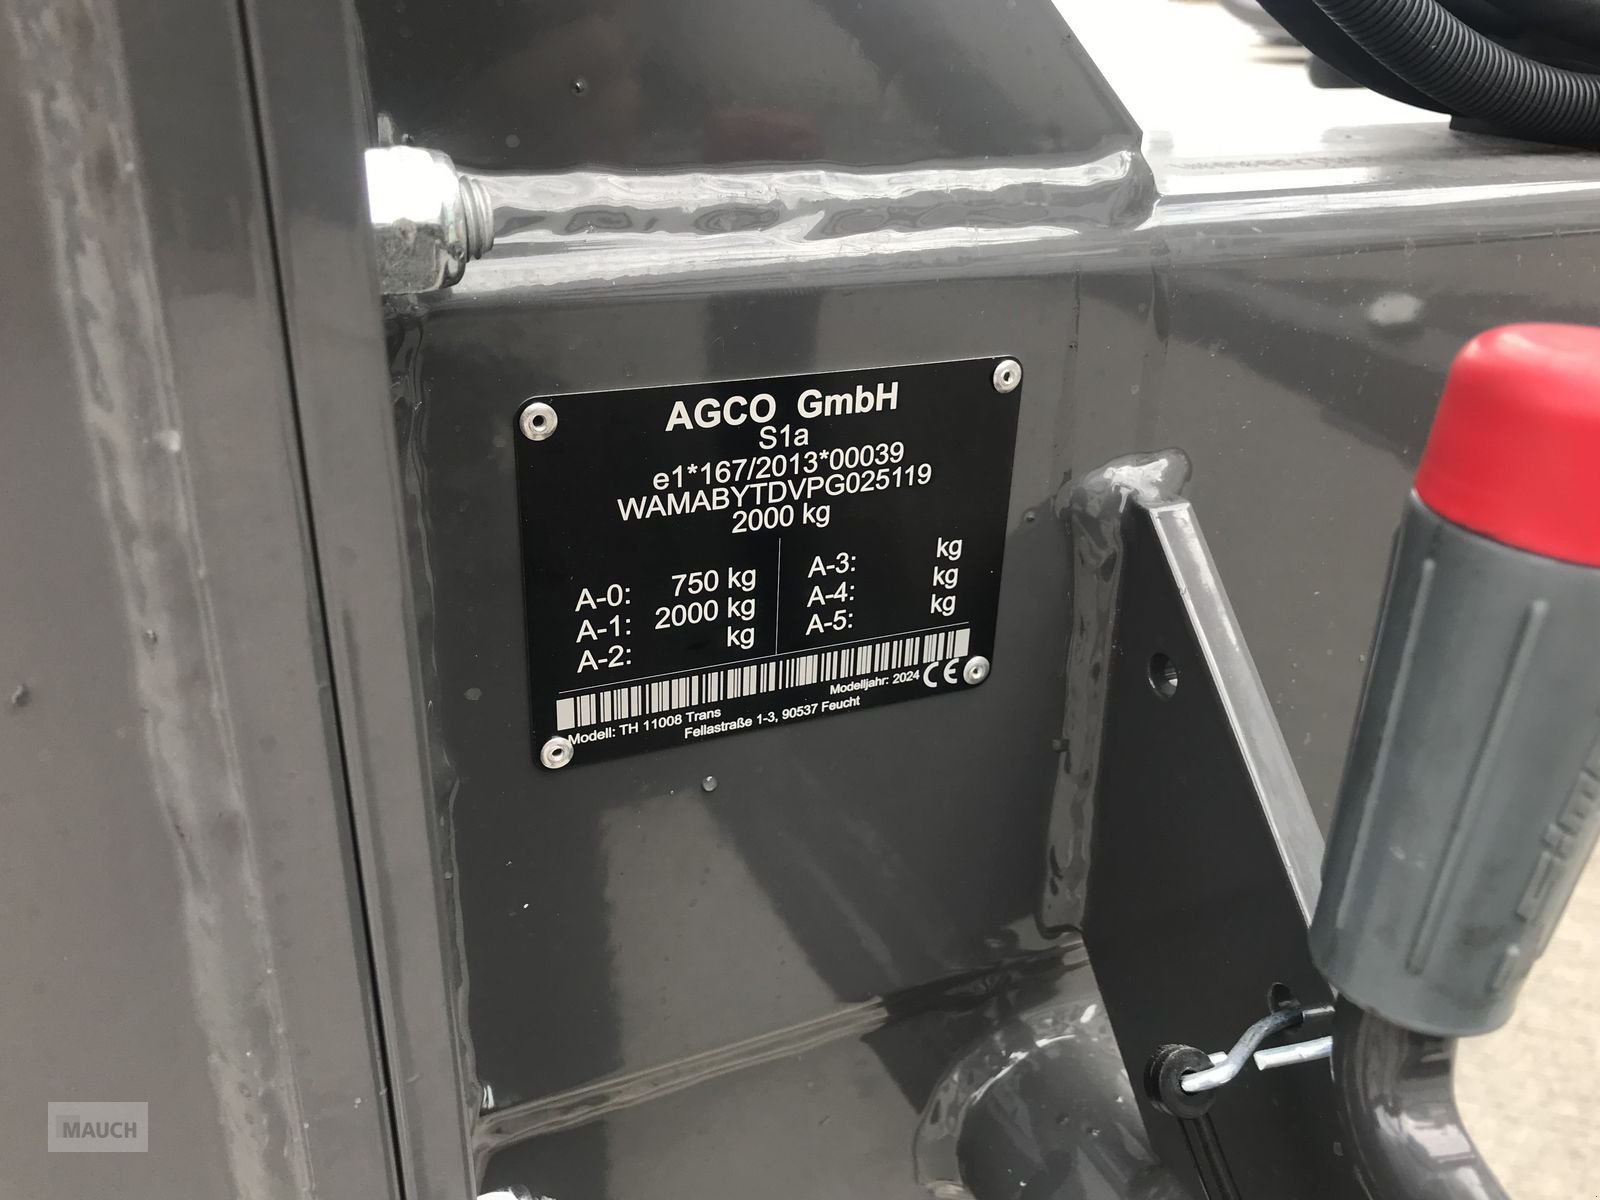 AGCO GmbH
S1a
e1*167/2013*00039
WAMABYTDVPG025119
2000 kg
A-0: 750 kg
A-1: 2000 kg
A-2: kg
A-3: kg
A-4: kg
A-5: kg
Modell: TH 11008 Trans
Modelljahr: 2024
CE
Fellastraße 1-3, 90537 Feucht
MAUCH